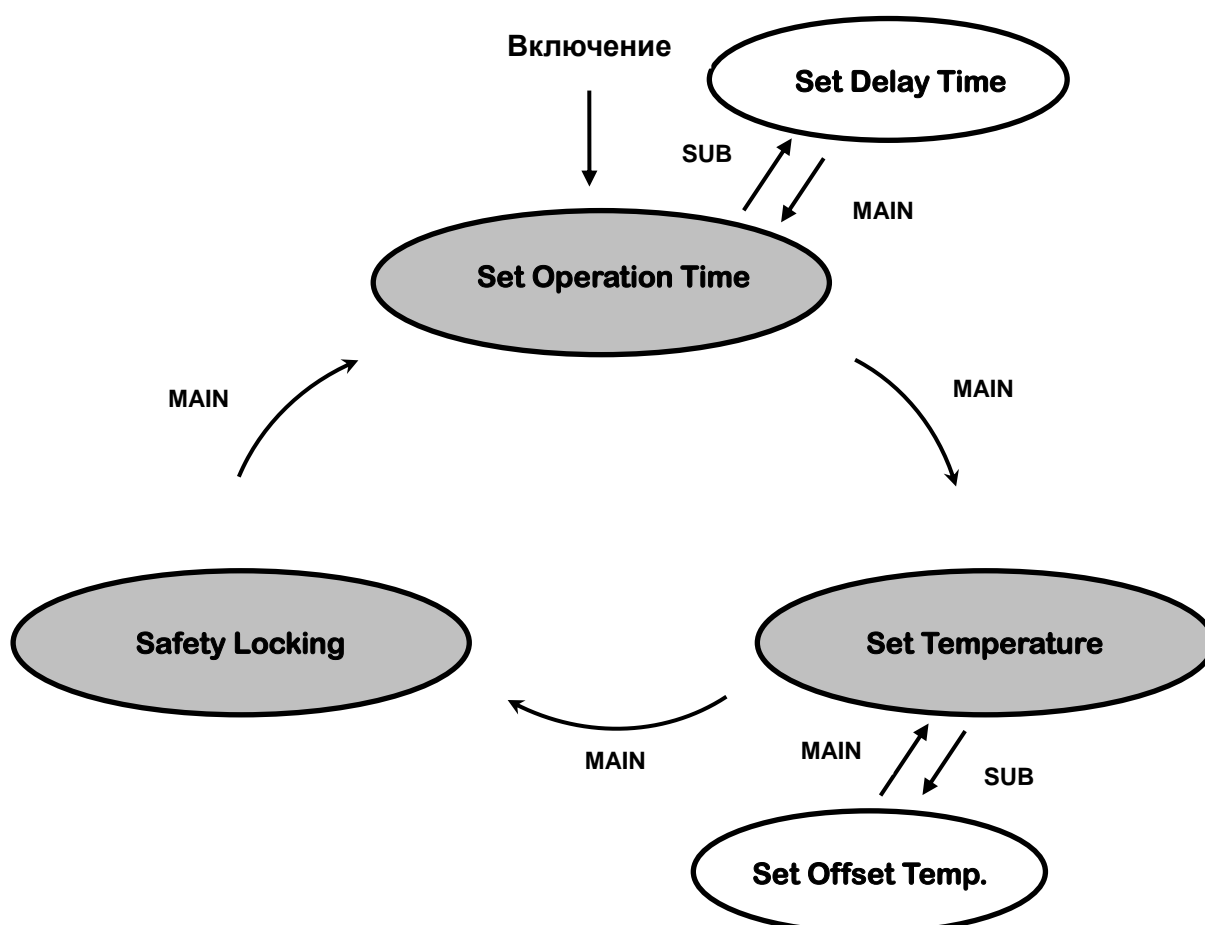 Включение
Set Delay Time
SUB
MAIN
Set Operation Time
MAIN
MAIN
Safety Locking
Set Temperature
MAIN
MAIN
SUB
Set Offset Temp.